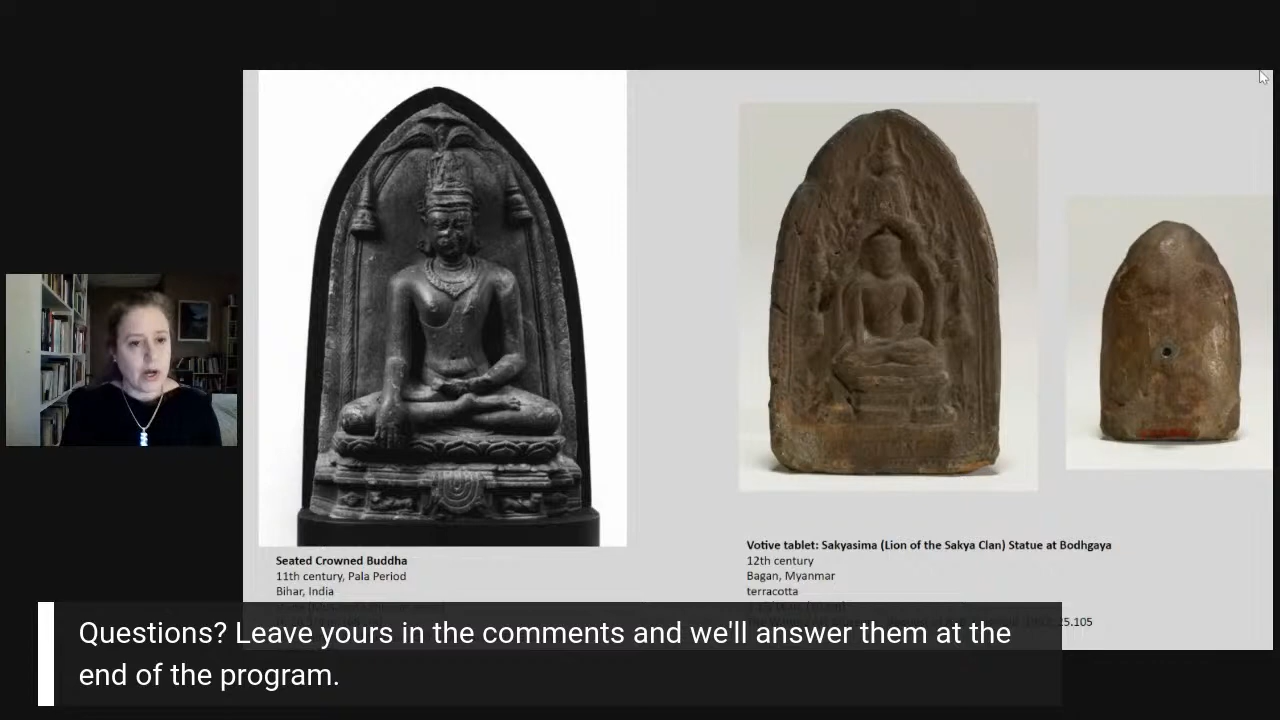 Seated Crowned Buddha
11th century, Pala Period
Bihar, India
Votive tablet: Sakyasima (Lion of the Sakya Clan) Statue at Bodhgaya
12th century
Bagan, Myanmar
terracotta
25.105
Questions? Leave yours in the comments and we'll answer them at the
end of the program.